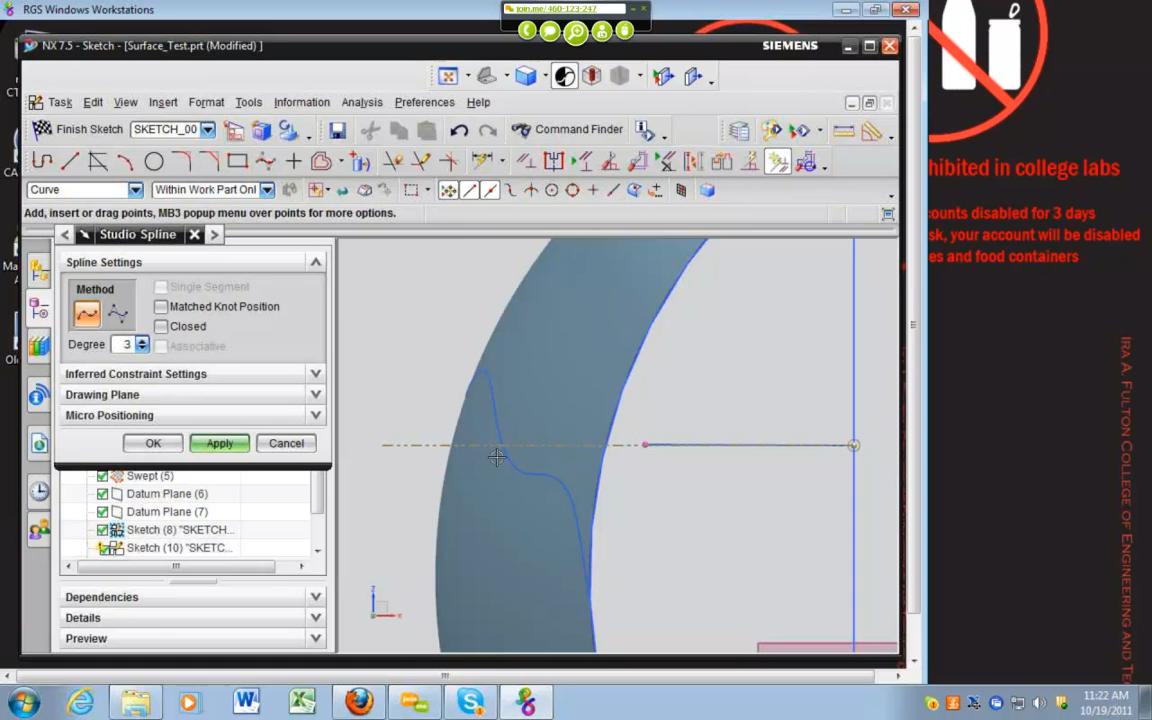 RGS Windows Workstations
join.me/460-123-247
NX 7.5 - Sketch - [Surface_Test.prt (Modified) ]
SIEMENS
Task Edit View Insert Format Tools Information Analysis Preferences Help
Finish Sketch SKETCH_00 Command Finder
Curve Within Work Part Onl
Add, insert or drag points, MB3 popup menu over points for more options.
Studio Spline
Spline Settings
Method
Single Segment
Matched Knot Position
Closed
Degree 3
Associative
Inferred Constraint Settings
Drawing Plane
Micro Positioning
OK Apply Cancel
Swept (5)
Datum Plane (6)
Datum Plane (7)
Sketch (8) "SKETCH...
Sketch (10) "SKETC...
Dependencies
Details
Preview
Z
X
hibited in college labs
counts disabled for 3 days
sk, your account will be disabled
es and food containers
IRA A. FULTON COLLEGE OF ENGINEERING AND TE
11:22 AM
10/19/2011